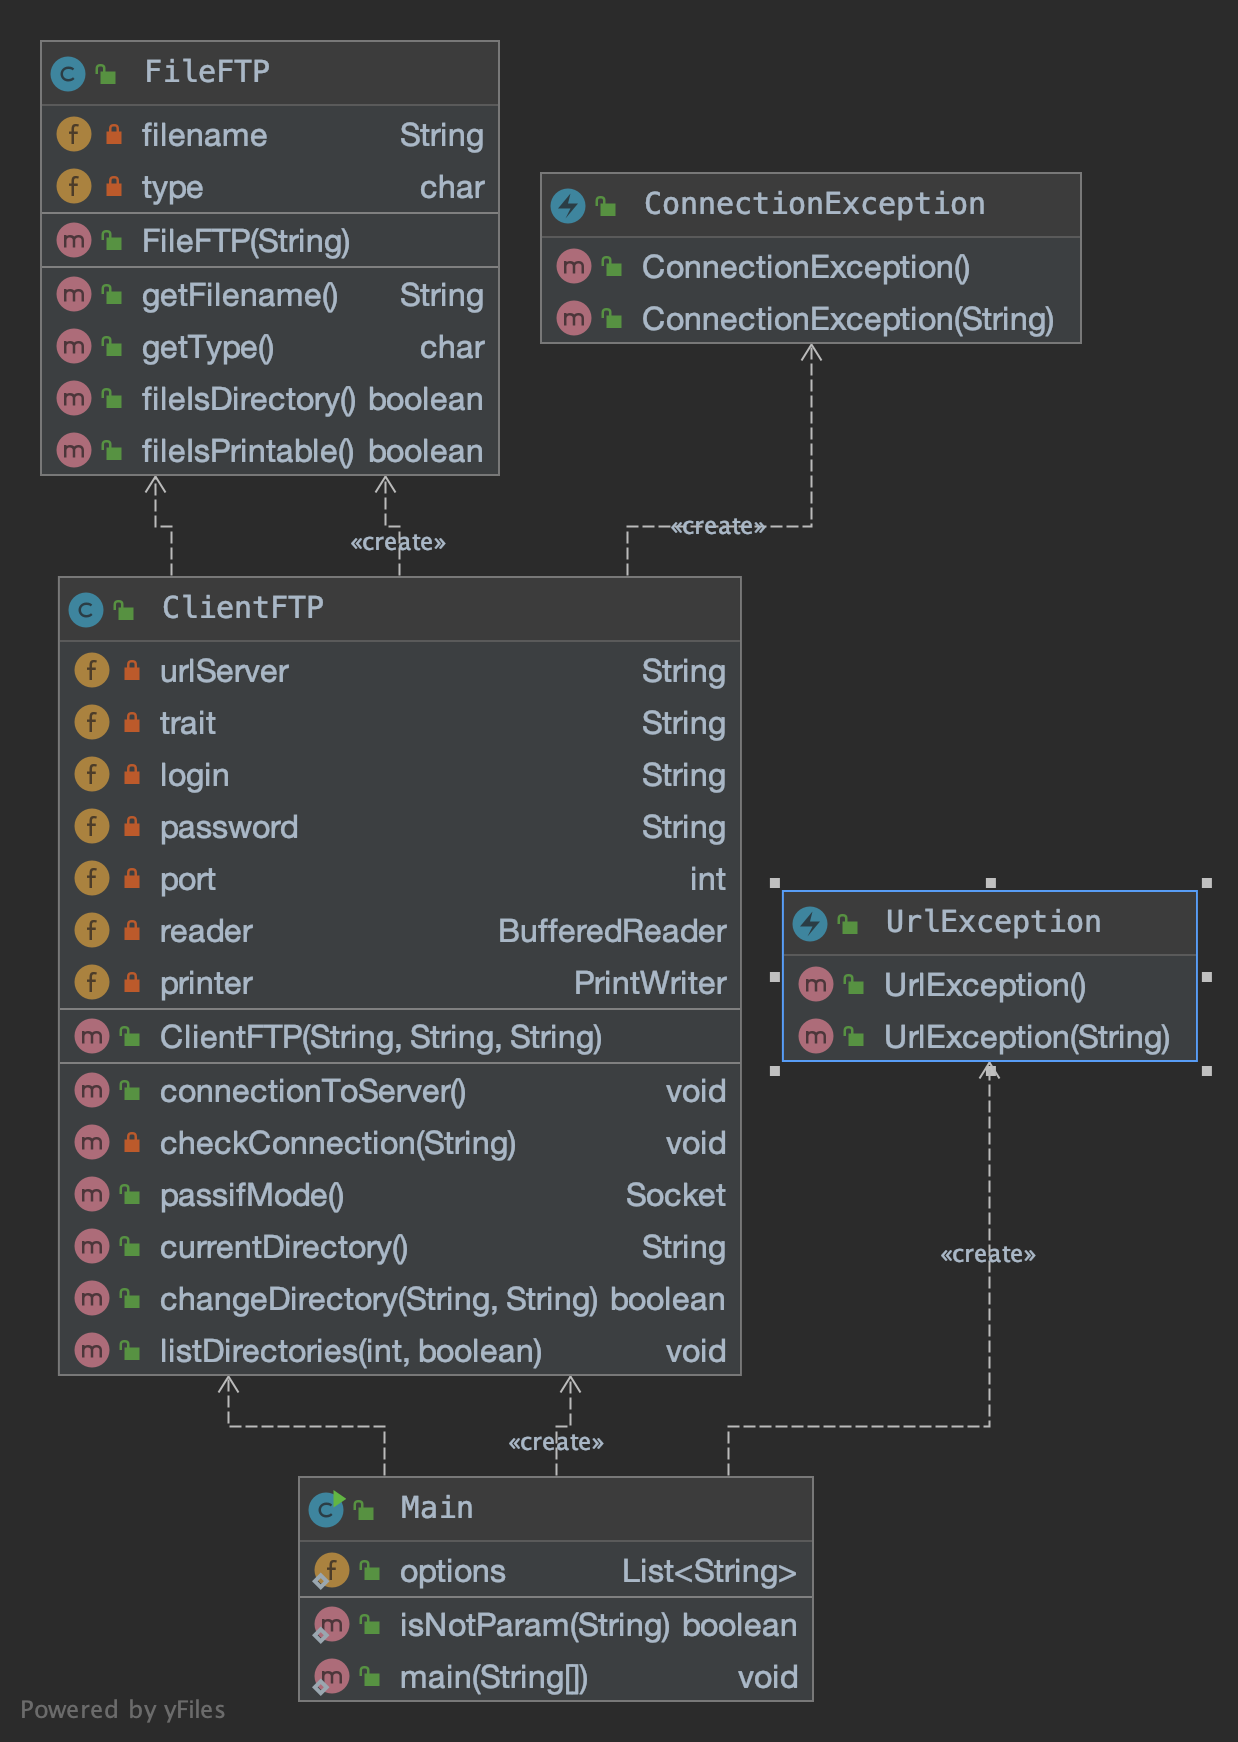 FileFTP
filename String
type char
FileFTP(String)
getFilename() String
getType() char
fileIsDirectory() boolean
fileIsPrintable() boolean
ConnectionException
ConnectionException()
ConnectionException(String)
«create»
«create»
ClientFTP
urlServer String
trait String
login String
password String
port int
reader BufferedReader
printer PrintWriter
ClientFTP(String, String, String)
connectionToServer() void
checkConnection(String) void
passifMode() Socket
currentDirectory() String
changeDirectory(String, String) boolean
listDirectories(int, boolean) void
UrlException
UrlException()
UrlException(String)
«create»
«create»
Main
options List<String>
isNotParam(String) boolean
main(String[]) void
Powered by yFiles